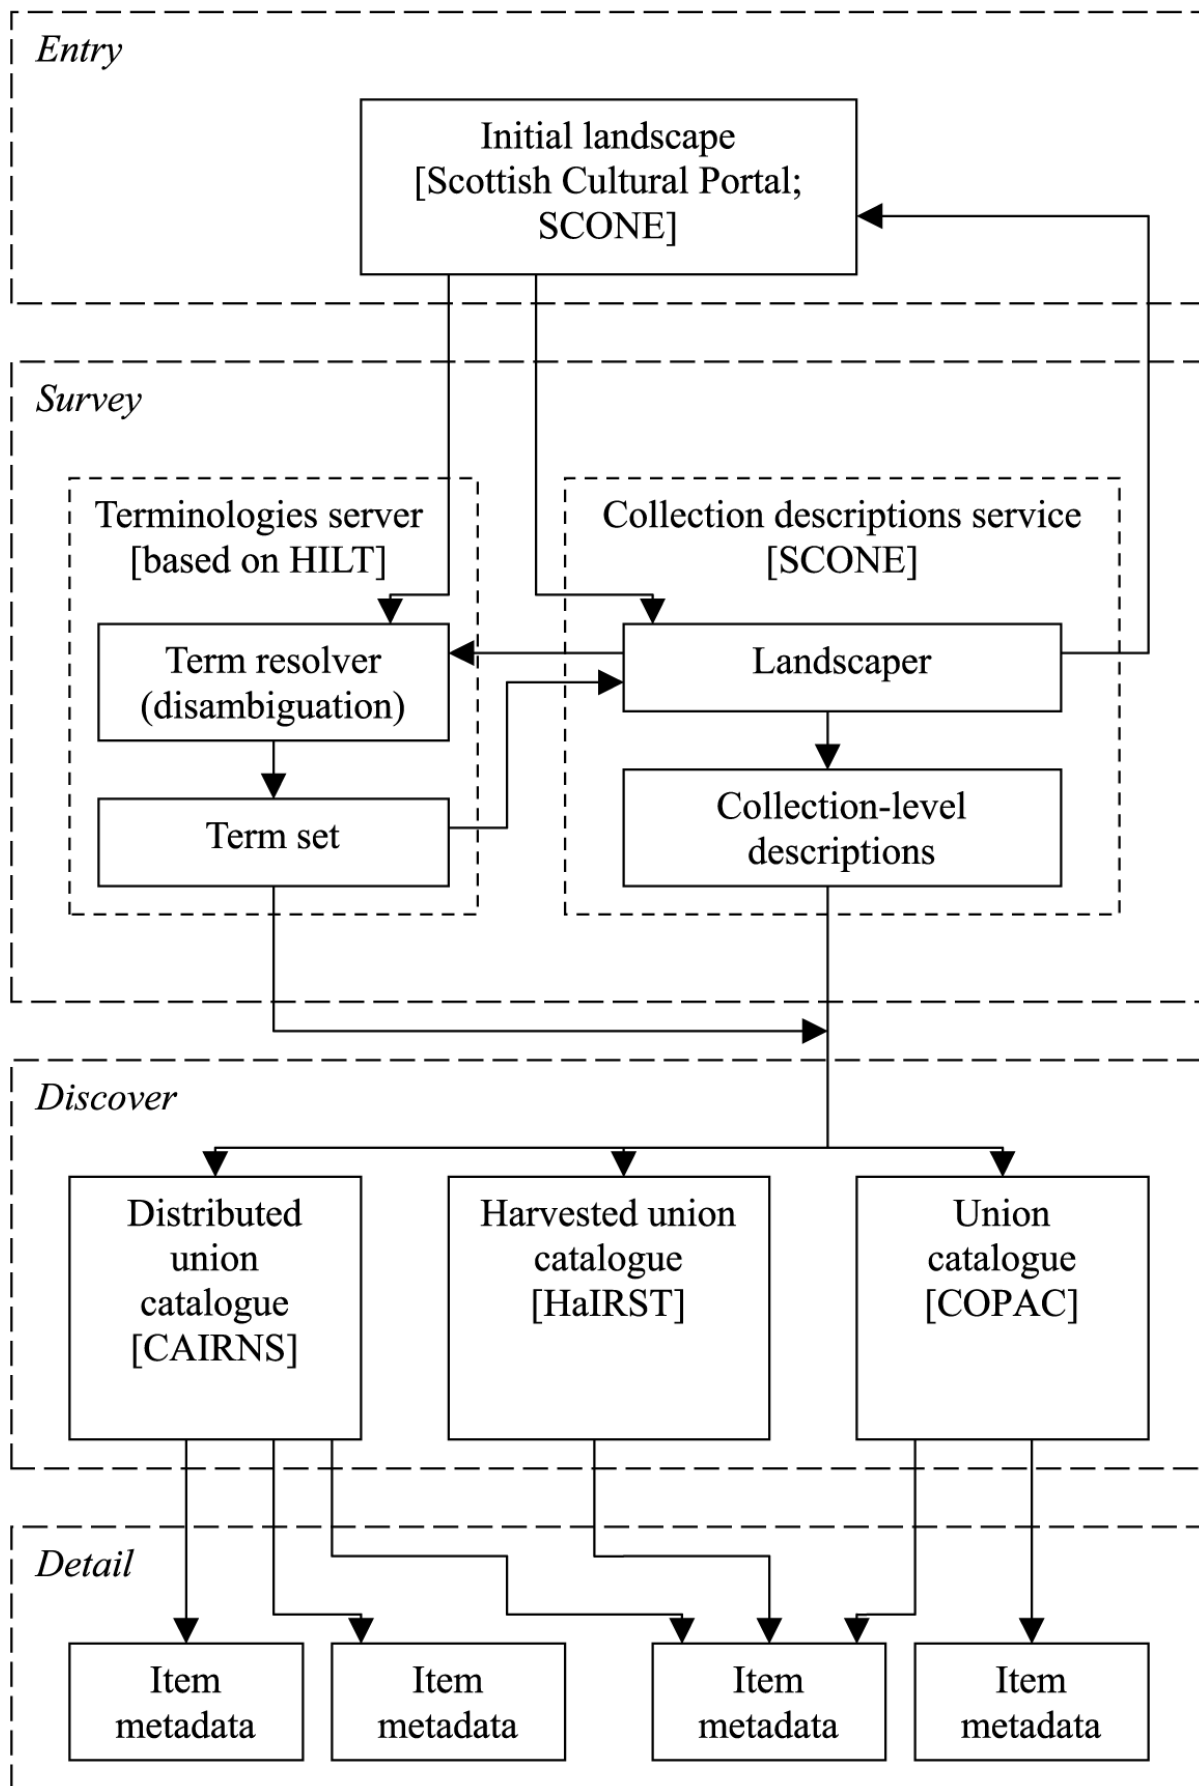 Entry
Initial landscape
[Scottish Cultural Portal;
SCONE]
Survey
Terminologies server
[based on HILT]
Collection descriptions service
[SCONE]
Term resolver
(disambiguation)
Landscaper
Term set
Collection-level
descriptions
Discover
Distributed
union
catalogue
[CAIRNS]
Harvested union
catalogue
[HaIRST]
Union
catalogue
[COPAC]
Detail
Item
metadata
Item
metadata
Item
metadata
Item
metadata